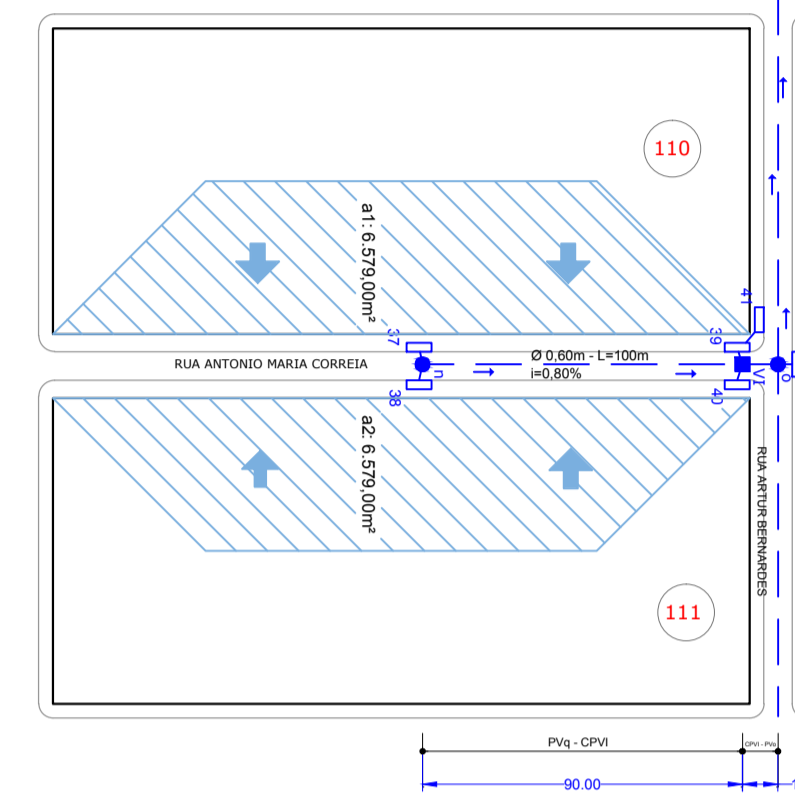 110
a1: 6.579,00m²
37
39
41
RUA ANTONIO MARIA CORREIA
n
Ø 0,60m - L=100m
i=0,80%
VI
o
38
40
a2: 6.579,00m²
RUA ARTUR BERNARDES
111
PVq - CPVI
CPVI - PVo
90.00